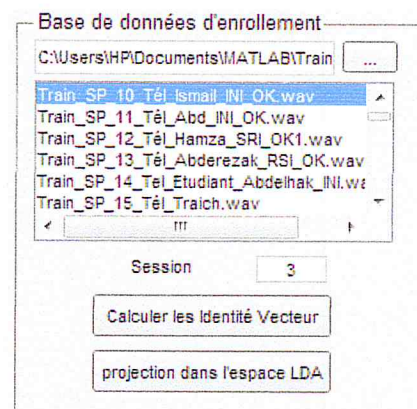 Base de données d'enrollement
C:\Users\HP\Documents\MATLAB\Train
...
Train_SP_10_Tél_Ismail_INI_OK.wav
Train_SP_11_Tél_Abd_INI_OK.wav
Train_SP_12_Tél_Hamza_SRI_OK1.wav
Train_SP_13_Tél_Abderezak_RSI_OK.wav
Train_SP_14_Tel_Etudiant_Abdelhak_INI.wa
Train_SP_15_Tél_Traich.wav
Session 3
Calculer les Identité Vecteur
projection dans l'espace LDA